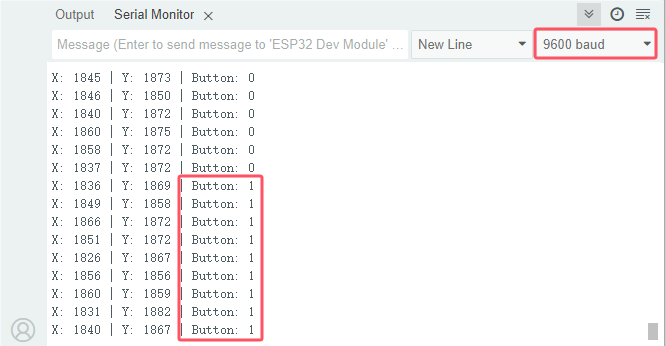 Output Serial Monitor
Message (Enter to send message to 'ESP32 Dev Module' ... New Line 9600 baud
X: 1845 | Y: 1873 | Button: 0
X: 1846 | Y: 1850 | Button: 0
X: 1840 | Y: 1872 | Button: 0
X: 1860 | Y: 1875 | Button: 0
X: 1858 | Y: 1872 | Button: 0
X: 1837 | Y: 1872 | Button: 0
X: 1836 | Y: 1869 | Button: 1
X: 1849 | Y: 1858 | Button: 1
X: 1866 | Y: 1872 | Button: 1
X: 1851 | Y: 1872 | Button: 1
X: 1826 | Y: 1867 | Button: 1
X: 1856 | Y: 1856 | Button: 1
X: 1860 | Y: 1859 | Button: 1
X: 1831 | Y: 1882 | Button: 1
X: 1840 | Y: 1867 | Button: 1